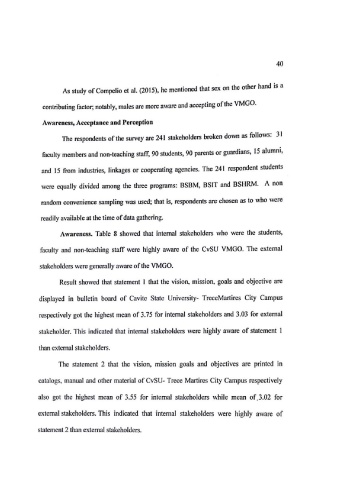 40
As study of Compelio et al. (2015), he mentioned that sex on the other hand is a
contributing factor; notably, males are more aware and accepting of the VMGO.
Awareness, Acceptance and Perception
The respondents of the survey are 241 stakeholders broken down as follows: 31
faculty members and non-teaching staff, 90 students, 90 parents or guardians, 15 alumni,
and 15 from industries, linkages or cooperating agencies. The 241 respondent students
were equally divided among the three programs: BSBM, BSIT and BSHRM. A non
random convenience sampling was used; that is, respondents are chosen as to who were
readily available at the time of data gathering.
Awareness. Table 8 showed that internal stakeholders who were the students,
faculty and non-teaching staff were highly aware of the CvSU VMGO. The external
stakeholders were generally aware of the VMGO.
Result showed that statement 1 that the vision, mission, goals and objective are
displayed in bulletin board of Cavite State University- TreceMartires City Campus
respectively got the highest mean of 3.75 for internal stakeholders and 3.03 for external
stakeholder. This indicated that internal stakeholders were highly aware of statement 1
than external stakeholders.
The statement 2 that the vision, mission goals and objectives are printed in
catalogs, manual and other material of CvSU- Trece Martires City Campus respectively
also got the highest mean of 3.55 for internal stakeholders while mean of 3.02 for
external stakeholders. This indicated that internal stakeholders were highly aware of
statement 2 than external stakeholders.